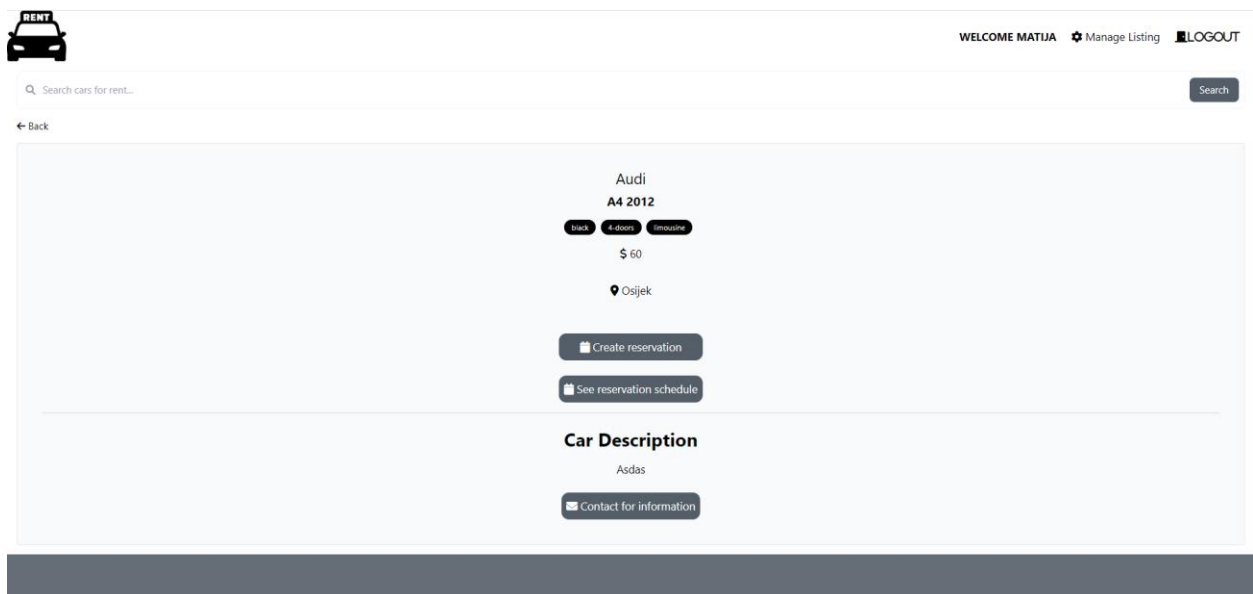 RENT
WELCOME MATIJA Manage Listing LOGOUT
Search cars for rent... Search
Back
Audi
A4 2012
black 4-doors limousine
$ 60
Osijek
Create reservation
See reservation schedule
Car Description
Asdas
Contact for information